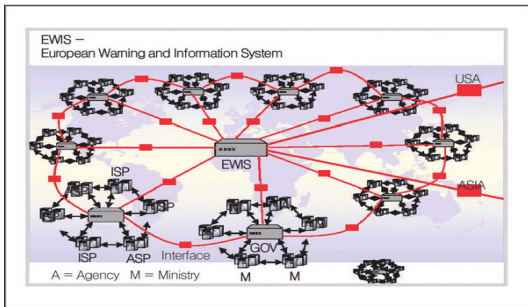 EWIS –
European Warning and Information System
USA
EWIS
ISP
ASIA
GOV
ISP
ASP
Interface
M
M
A = Agency M = Ministry